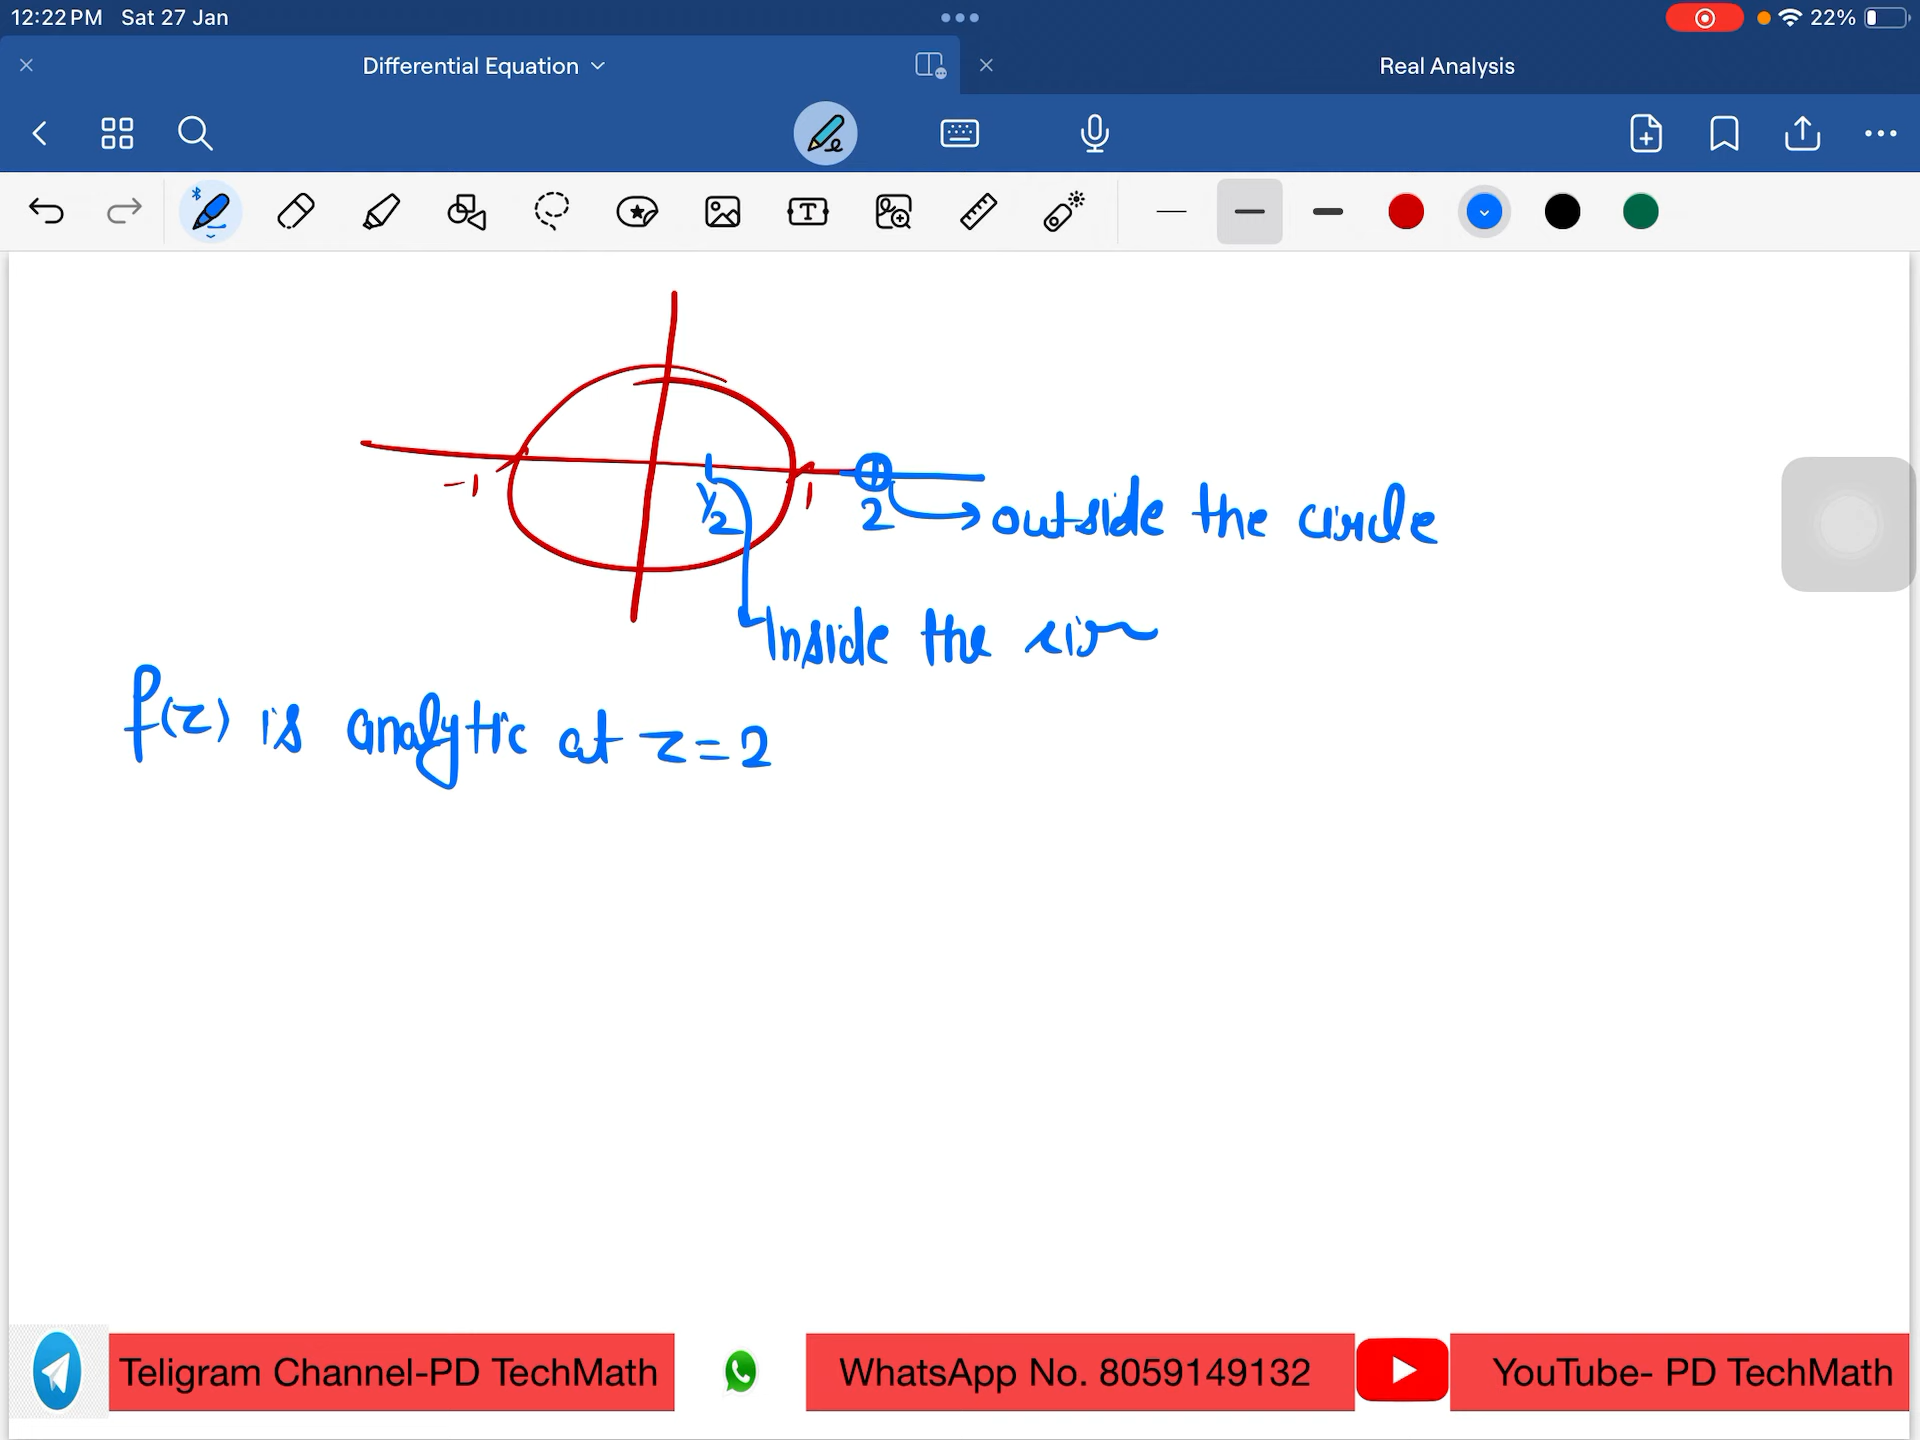 12:22 PM Sat 27 Jan
22%
Differential Equation
Real Analysis
-1
1/2
1
2
outside the circle
Inside the
f(z) is analytic at z=2
Teligram Channel-PD TechMath
WhatsApp No. 8059149132
YouTube- PD TechMath